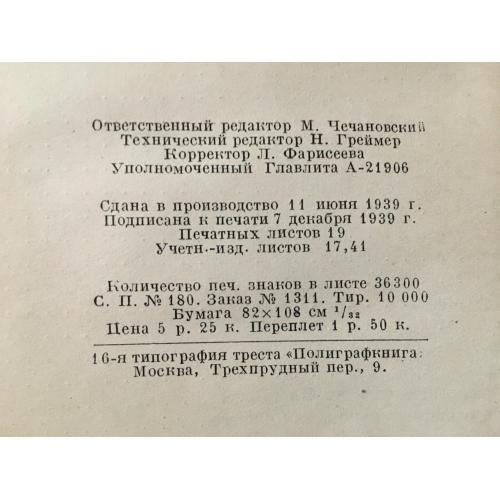 Ответственный редактор М. Чечановский
Технический редактор Н. Греймер
Корректор Л. Фарисеева
Уполномоченный Главлита А-21906
Сдана в производство 11 июня 1939 г.
Подписана к печати 7 декабря 1939 г.
Печатных листов 19
Учетн.-изд. листов 17,41
Количество печ. знаков в листе 36300
С. П. № 180. Заказ № 1311. Тир. 10 000
Бумага 82×108 см 1/32
Цена 5 р. 25 к. Переплет 1 р. 50 к.
16-я типография треста «Полиграфкнига»
Москва, Трехпрудный пер., 9.